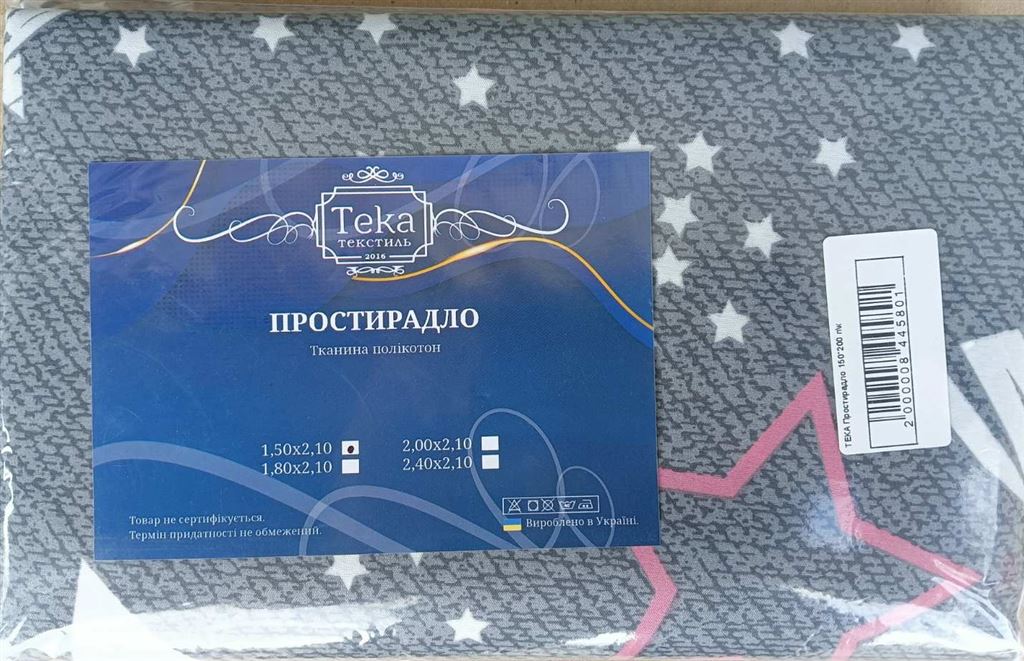 Teka
текстиль
2016
ПРОСТИРАДЛО
Тканина полікотон
1,50х2,10
1,80х2,10
2,00х2,10
2,40х2,10
Товар не сертифікується.
Термін придатності не обмежений.
Вироблено в Україні.
ТЕКА Простирадло 150*200 п\к
2000008445801